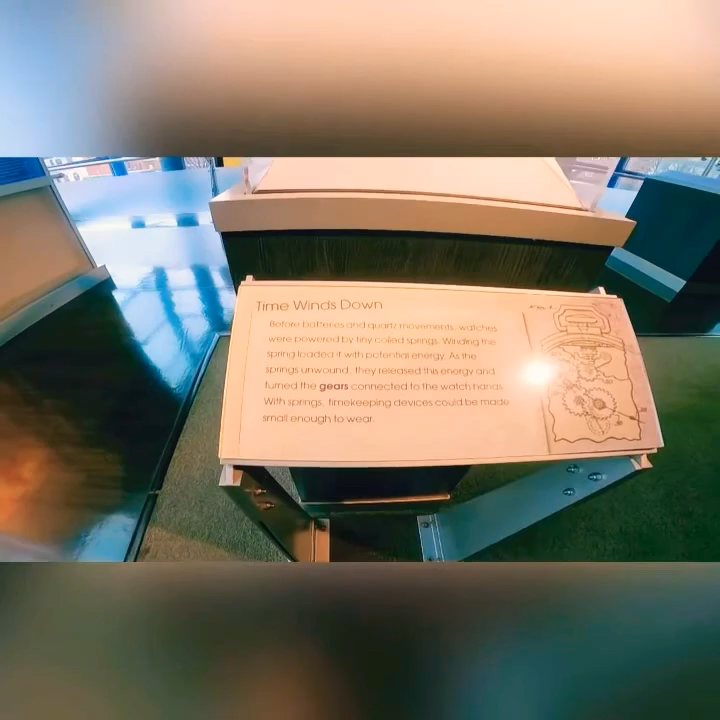 Time Winds Down
Before batteries and quartz movements, watches
were powered by tiny coiled springs. Winding the
spring loaded it with potential energy. As the
springs unwound, they released this energy and
turned the gears connected to the watch hands.
With springs, timekeeping devices could be made
small enough to wear.